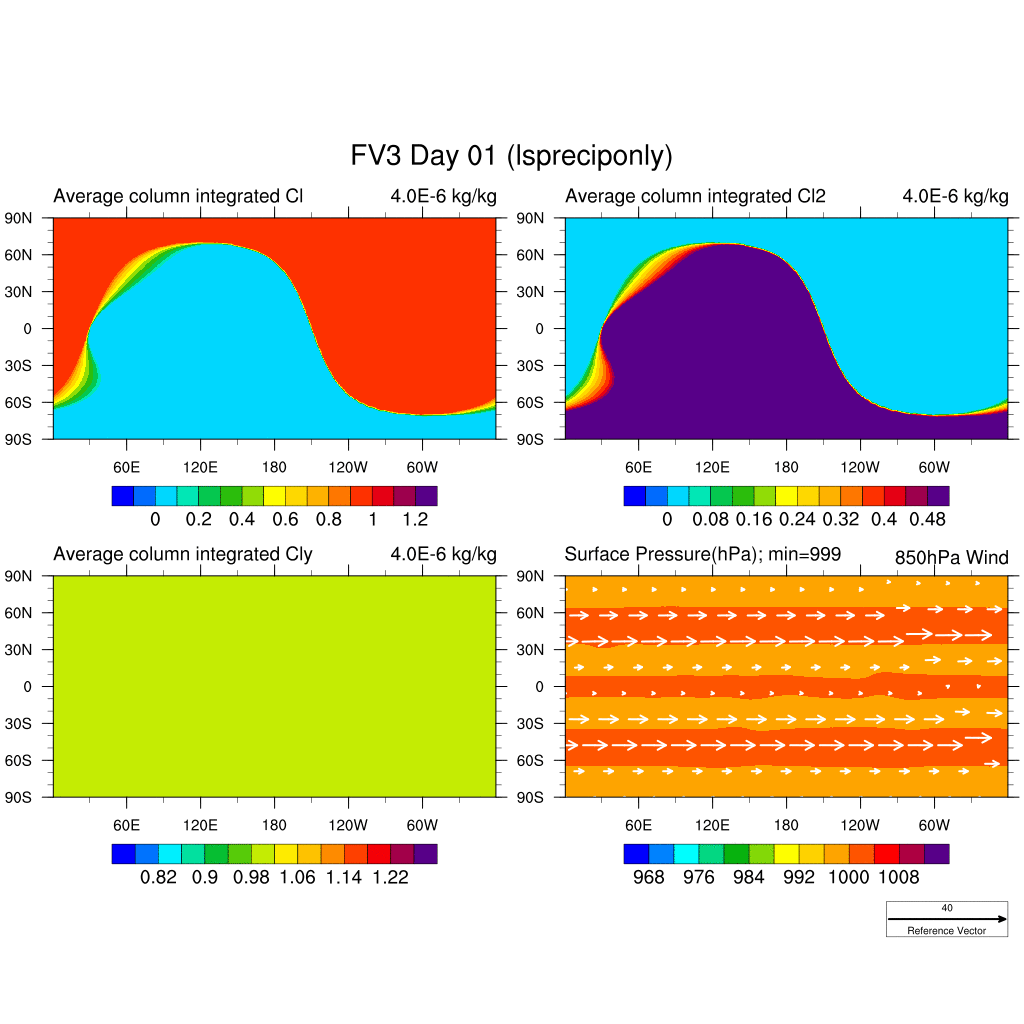 FV3 Day 01 (lspreciponly)
Average column integrated Cl 4.0E-6 kg/kg
90N
60N
30N
0
30S
60S
90S
60E 120E 180 120W 60W
0 0.2 0.4 0.6 0.8 1 1.2
Average column integrated Cl2 4.0E-6 kg/kg
90N
60N
30N
0
30S
60S
90S
60E 120E 180 120W 60W
0 0.08 0.16 0.24 0.32 0.4 0.48
Average column integrated Cly 4.0E-6 kg/kg
90N
60N
30N
0
30S
60S
90S
60E 120E 180 120W 60W
0.82 0.9 0.98 1.06 1.14 1.22
Surface Pressure(hPa); min=999 850hPa Wind
90N
60N
30N
0
30S
60S
90S
60E 120E 180 120W 60W
968 976 984 992 1000 1008
40
Reference Vector